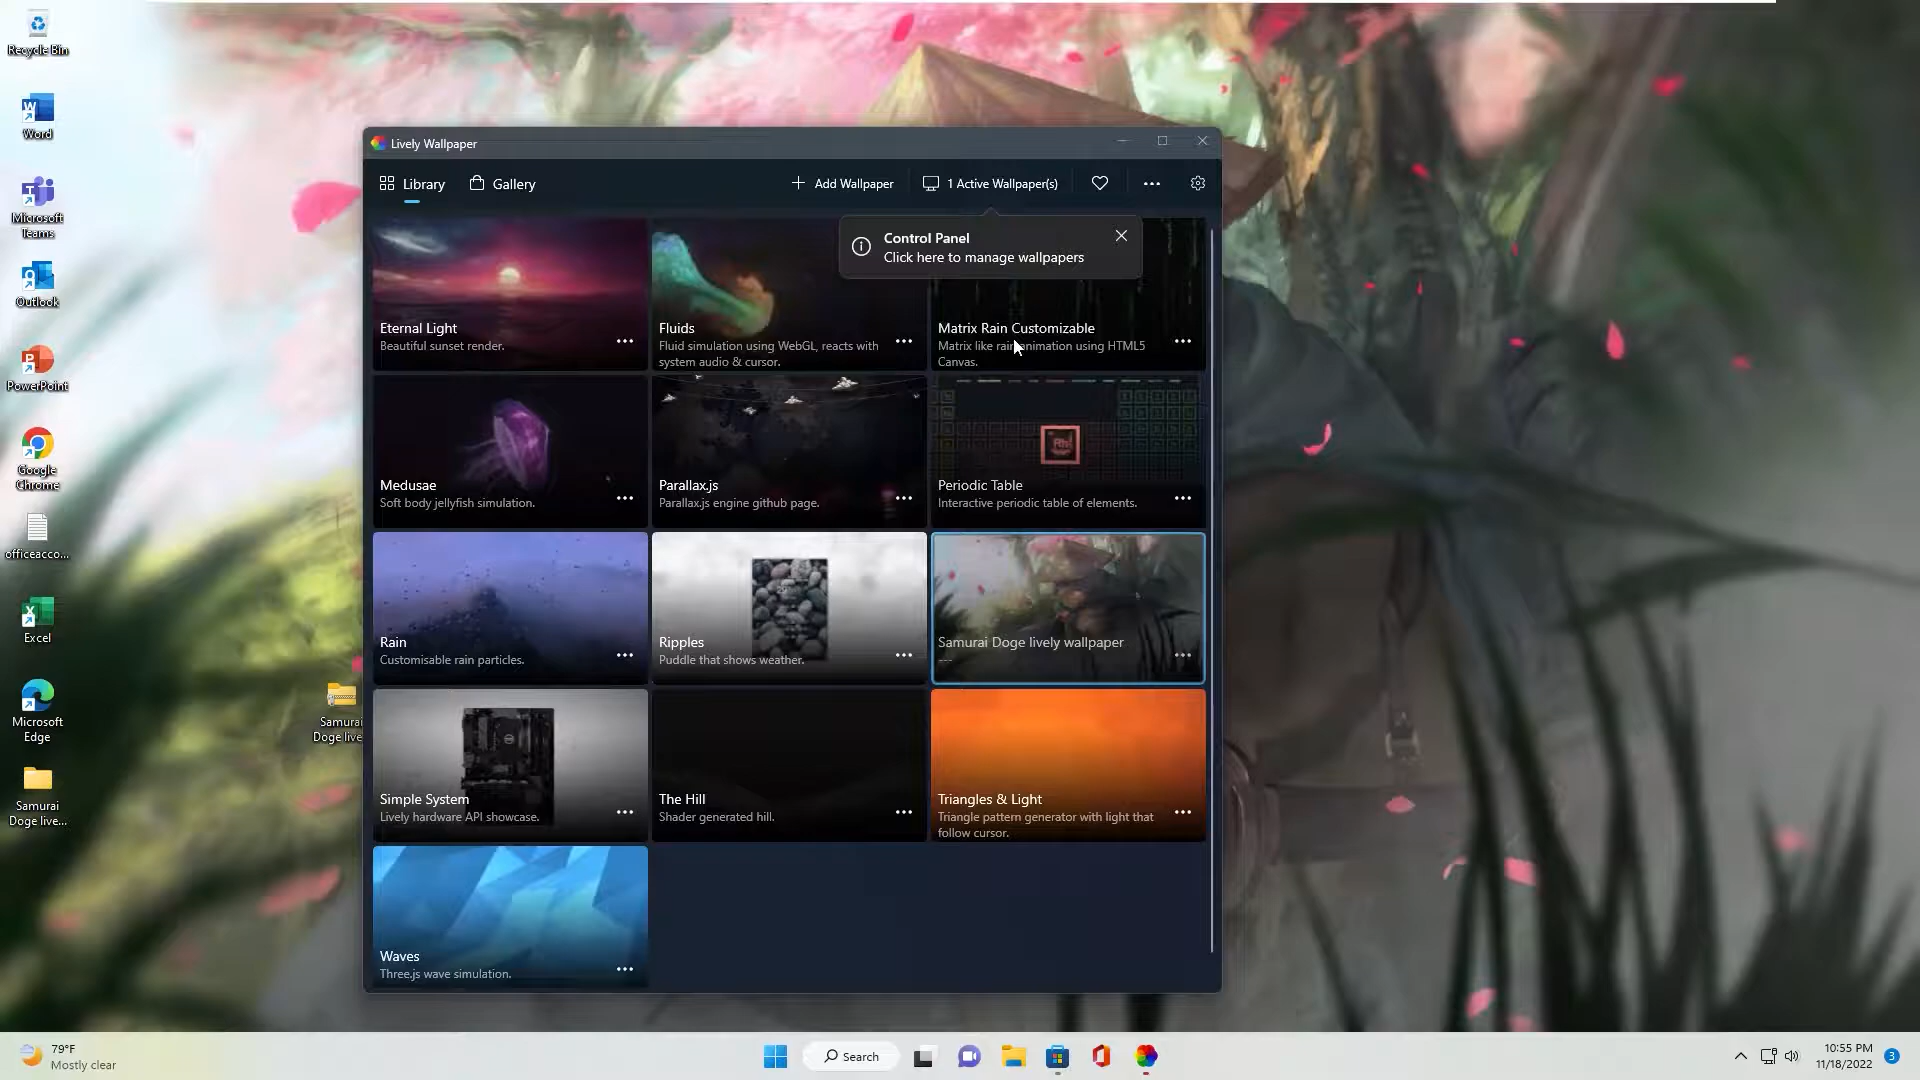 Recycle Bin
Word
Microsoft
Teams
Outlook
PowerPoint
Google
Chrome
officeacco...
Excel
Microsoft
Edge
Samurai
Doge live...
Samurai
Doge live
Lively Wallpaper
Library
Gallery
Add Wallpaper
1 Active Wallpaper(s)
Control Panel
Click here to manage wallpapers
Eternal Light
Beautiful sunset render.
Fluids
Fluid simulation using WebGL, reacts with
system audio & cursor.
Matrix Rain Customizable
Matrix like rain animation using HTML5
Canvas.
Medusae
Soft body jellyfish simulation.
Parallax.js
Parallax.js engine github page.
Rh
Periodic Table
Interactive periodic table of elements.
Rain
Customisable rain particles.
Ripples
Puddle that shows weather.
Samurai Doge lively wallpaper
---
Simple System
Lively hardware API showcase.
The Hill
Shader generated hill.
Triangles & Light
Triangle pattern generator with light that
follow cursor.
Waves
Three.js wave simulation.
79°F
Mostly clear
Search
10:55 PM
11/18/2022
3